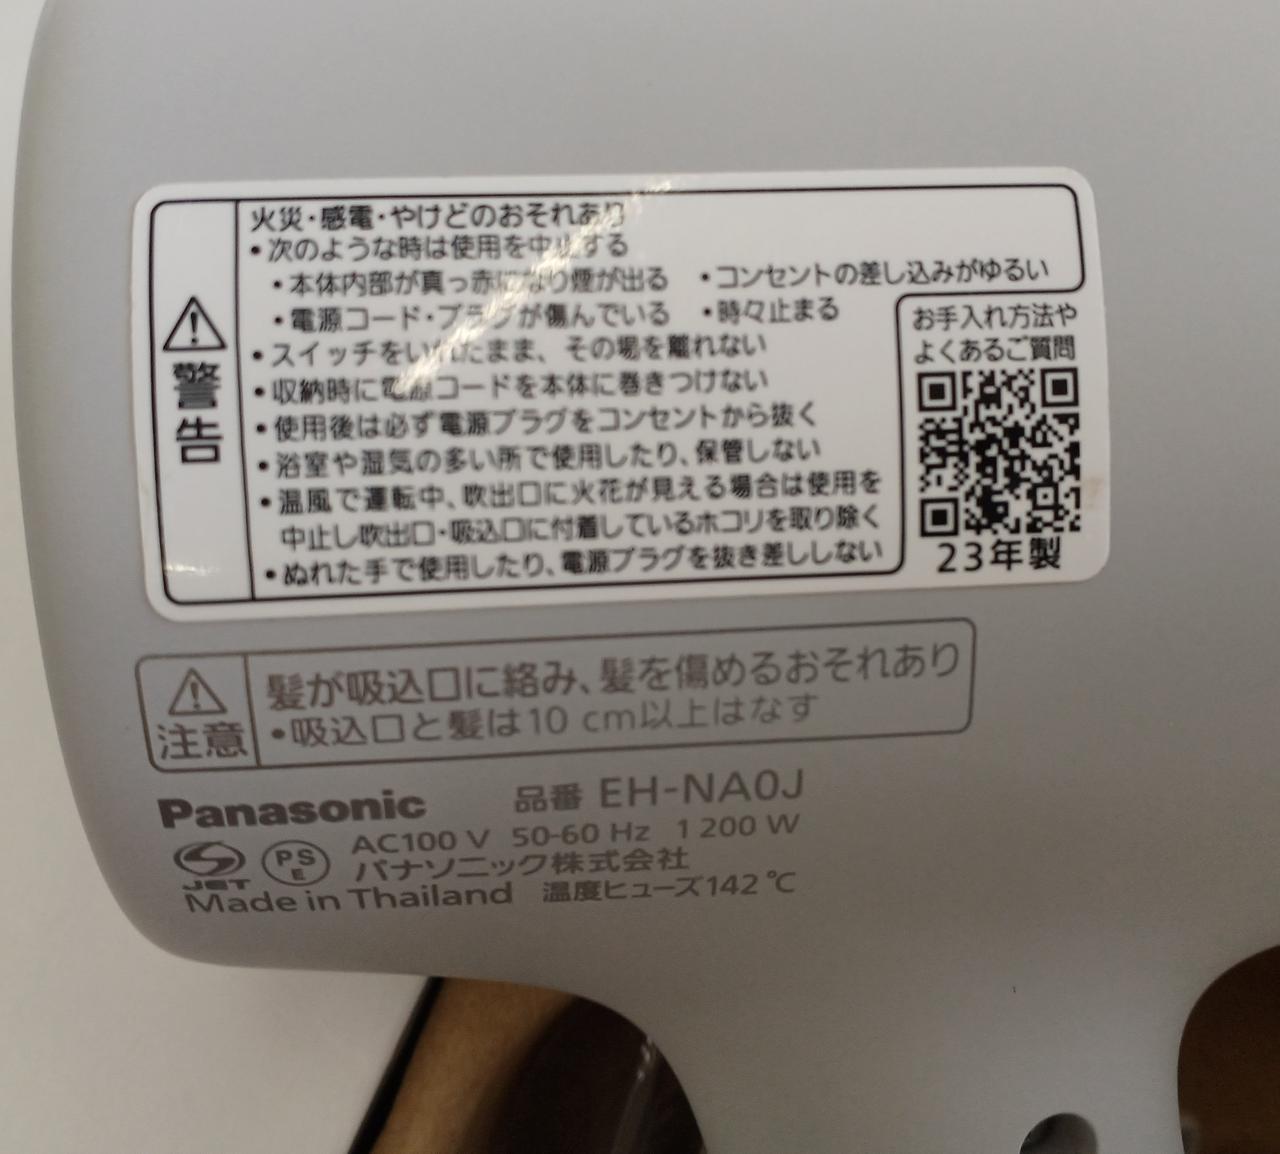 警告
火災・感電・やけどのおそれあり
・次のような時は使用を中止する
・本体内部が真っ赤になり煙が出る ・コンセントの差し込みがゆるい
・電源コード・プラグが傷んでいる ・時々止まる
・スイッチをいれたまま、その場を離れない
・収納時に電源コードを本体に巻きつけない
・使用後は必ず電源プラグをコンセントから抜く
・浴室や湿気の多い所で使用したり、保管しない
・温風で運転中、吹出口に火花が見える場合は使用を
中止し吹出口・吸込口に付着しているホコリを取り除く
・ぬれた手で使用したり、電源プラグを抜き差ししない
お手入れ方法や
よくあるご質問
23年製
注意
髪が吸込口に絡み、髪を傷めるおそれあり
・吸込口と髪は10 cm以上はなす
Panasonic 品番 EH-NA0J
AC100 V 50-60 Hz 1 200 W
JET PS E パナソニック株式会社
Made in Thailand 温度ヒューズ142 ℃